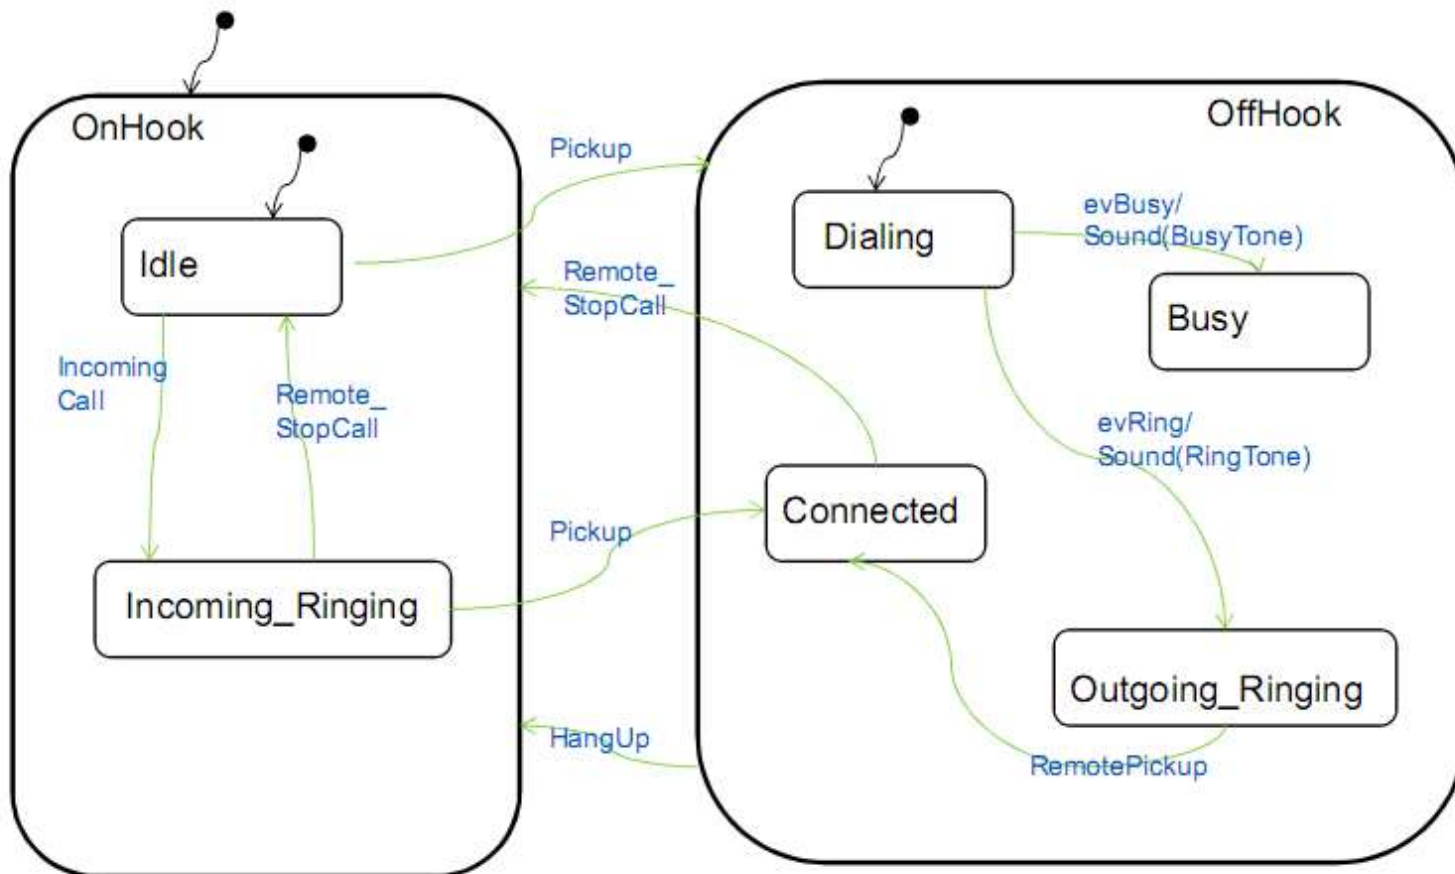 OnHook
Idle
Incoming
Call
Remote_
StopCall
Incoming_Ringing
Pickup
Remote_
StopCall
Pickup
HangUp
OffHook
Dialing
evBusy/
Sound(BusyTone)
Busy
evRing/
Sound(RingTone)
Connected
Outgoing_Ringing
RemotePickup